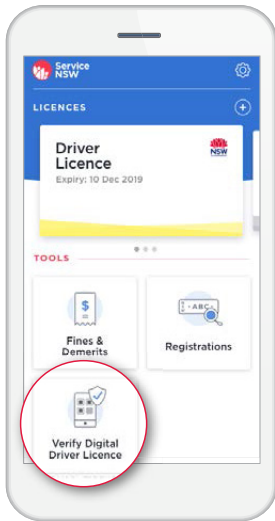 Service
NSW
LICENCES
Driver
Licence
Expiry: 10 Dec 2019
NSW
TOOLS
$
ABC
Fines &
Demerits
Registrations
Verify Digital
Driver Licence